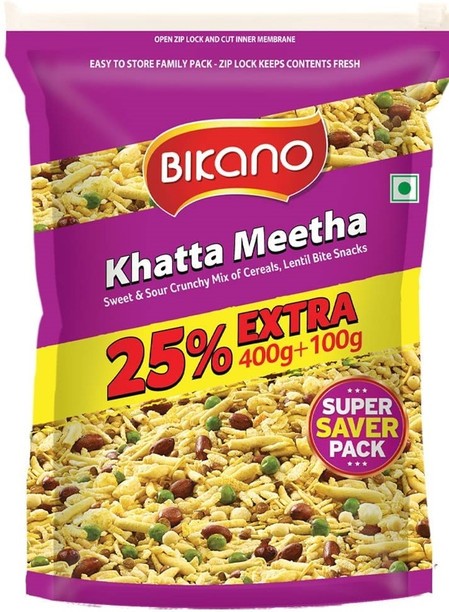 OPEN ZIP LOCK AND CUT INNER MEMBRANE
EASY TO STORE FAMILY PACK - ZIP LOCK KEEPS CONTENTS FRESH
BIKANO
Khatta Meetha
Sweet & Sour Crunchy Mix of Cereals, Lentil Bite Snacks
25% EXTRA
400g+100g
SUPER
SAVER
PACK